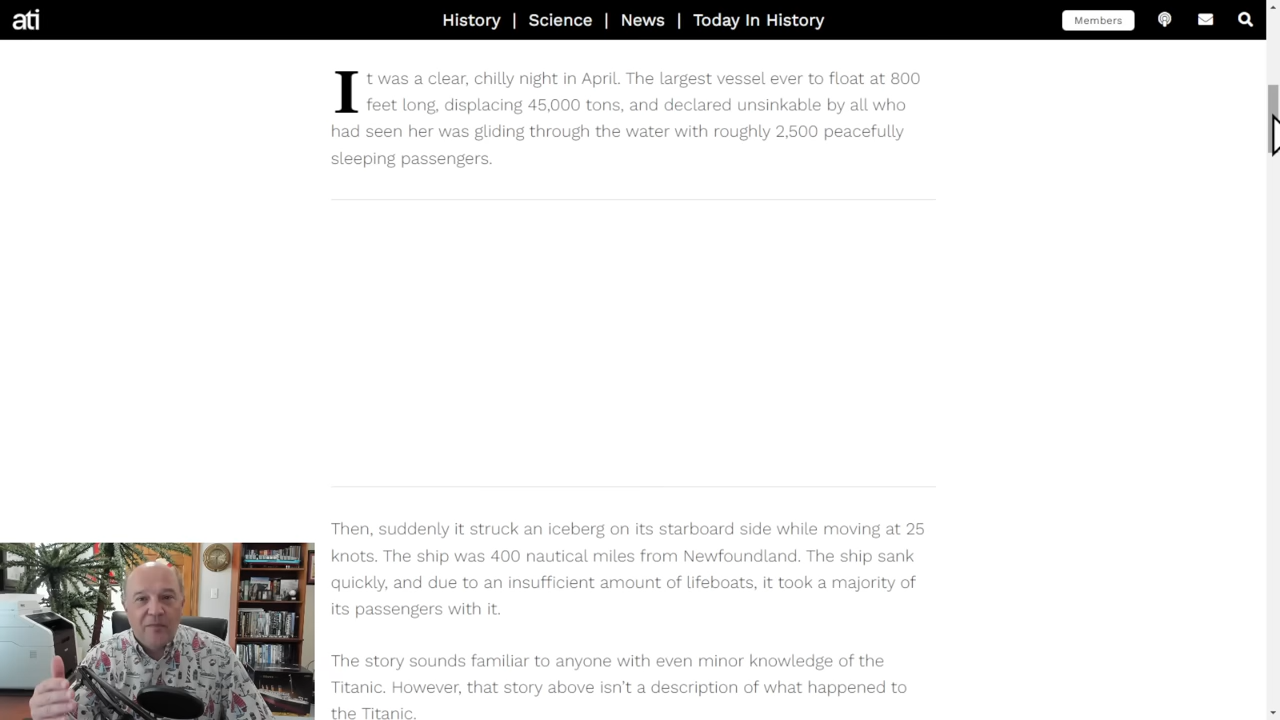 ati
History | Science | News | Today In History
Members
It was a clear, chilly night in April. The largest vessel ever to float at 800
feet long, displacing 45,000 tons, and declared unsinkable by all who
had seen her was gliding through the water with roughly 2,500 peacefully
sleeping passengers.
Then, suddenly it struck an iceberg on its starboard side while moving at 25
knots. The ship was 400 nautical miles from Newfoundland. The ship sank
quickly, and due to an insufficient amount of lifeboats, it took a majority of
its passengers with it.
The story sounds familiar to anyone with even minor knowledge of the
Titanic. However, that story above isn't a description of what happened to
the Titanic.